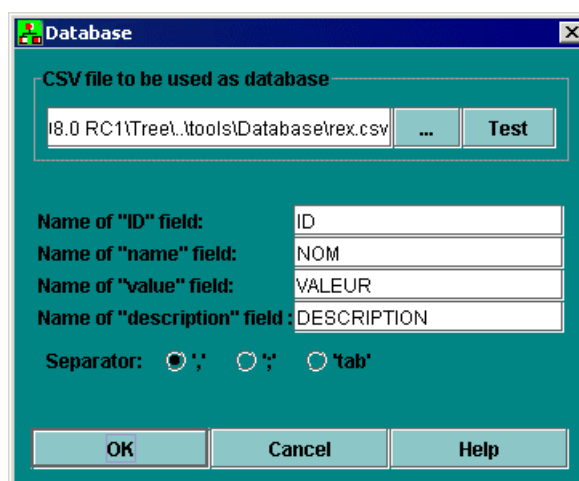 Database
CSV file to be used as database
18.0 RC1\Tree\..\tools\Database\rex.csv ... Test
Name of "ID" field: ID
Name of "name" field: NOM
Name of "value" field: VALEUR
Name of "description" field : DESCRIPTION
Separator: ',' ';' 'tab'
OK Cancel Help